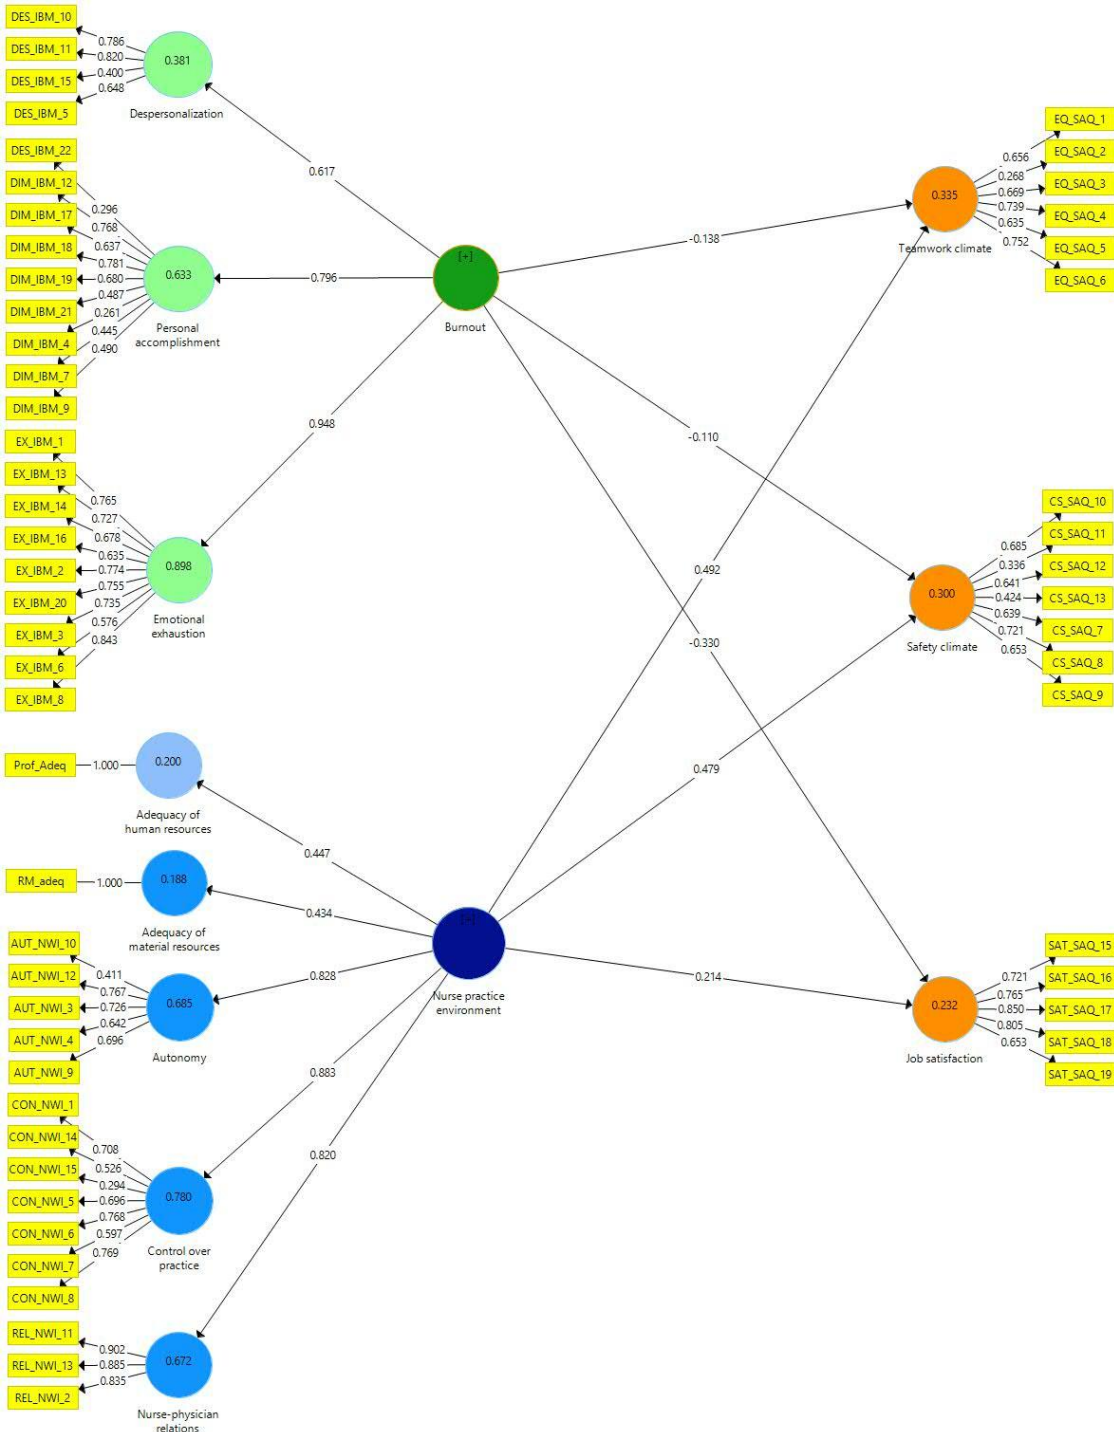 DES_IBM_10
DES_IBM_11
DES_IBM_15
DES_IBM_5
0.786
0.820
0.400
0.648
0.381
Despersonalization
DES_IBM_22
DIM_IBM_12
DIM_IBM_17
DIM_IBM_18
DIM_IBM_19
DIM_IBM_21
DIM_IBM_4
DIM_IBM_7
DIM_IBM_9
0.296
0.768
0.637
0.781
0.680
0.487
0.261
0.445
0.490
0.633
Personal
accomplishment
EX_IBM_1
EX_IBM_13
EX_IBM_14
EX_IBM_16
EX_IBM_2
EX_IBM_20
EX_IBM_3
EX_IBM_6
EX_IBM_8
0.765
0.727
0.678
0.635
0.774
0.755
0.735
0.576
0.843
0.898
Emotional
exhaustion
Prof_Adeq
1.000
0.200
Adequacy of
human resources
RM_adeq
1.000
0.188
Adequacy of
material resources
AUT_NWI_10
AUT_NWI_12
AUT_NWI_3
AUT_NWI_4
AUT_NWI_9
0.411
0.767
0.726
0.642
0.696
0.685
Autonomy
CON_NWI_1
CON_NWI_14
CON_NWI_15
CON_NWI_5
CON_NWI_6
CON_NWI_7
CON_NWI_8
0.708
0.526
0.294
0.696
0.768
0.597
0.769
0.780
Control over
practice
REL_NWI_11
REL_NWI_13
REL_NWI_2
0.902
0.885
0.835
0.672
Nurse-physician
relations
0.617
0.796
0.948
[+]
Burnout
-0.138
-0.110
-0.330
0.447
0.434
0.828
0.883
0.820
[+]
Nurse practice
environment
0.492
0.479
0.214
0.335
Teamwork climate
0.656
0.268
0.669
0.739
0.635
0.752
EQ_SAQ_1
EQ_SAQ_2
EQ_SAQ_3
EQ_SAQ_4
EQ_SAQ_5
EQ_SAQ_6
0.300
Safety climate
0.685
0.336
0.641
0.424
0.639
0.721
0.653
CS_SAQ_10
CS_SAQ_11
CS_SAQ_12
CS_SAQ_13
CS_SAQ_7
CS_SAQ_8
CS_SAQ_9
0.232
Job satisfaction
0.721
0.765
0.850
0.805
0.653
SAT_SAQ_15
SAT_SAQ_16
SAT_SAQ_17
SAT_SAQ_18
SAT_SAQ_19